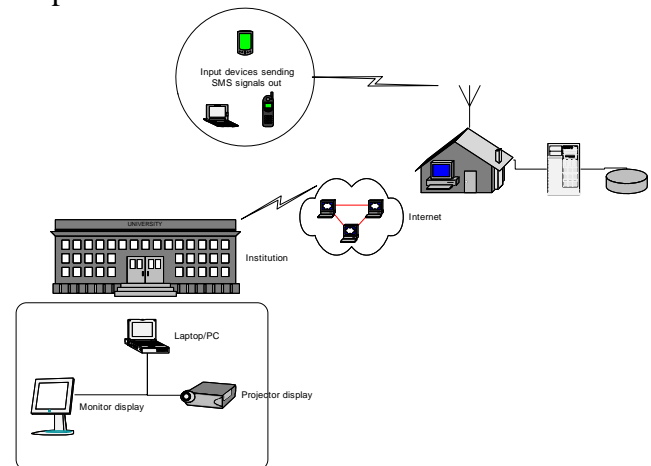 Input devices sending
SMS signals out
Internet
UNIVERSITY
Institution
Laptop/PC
Monitor display
Projector display